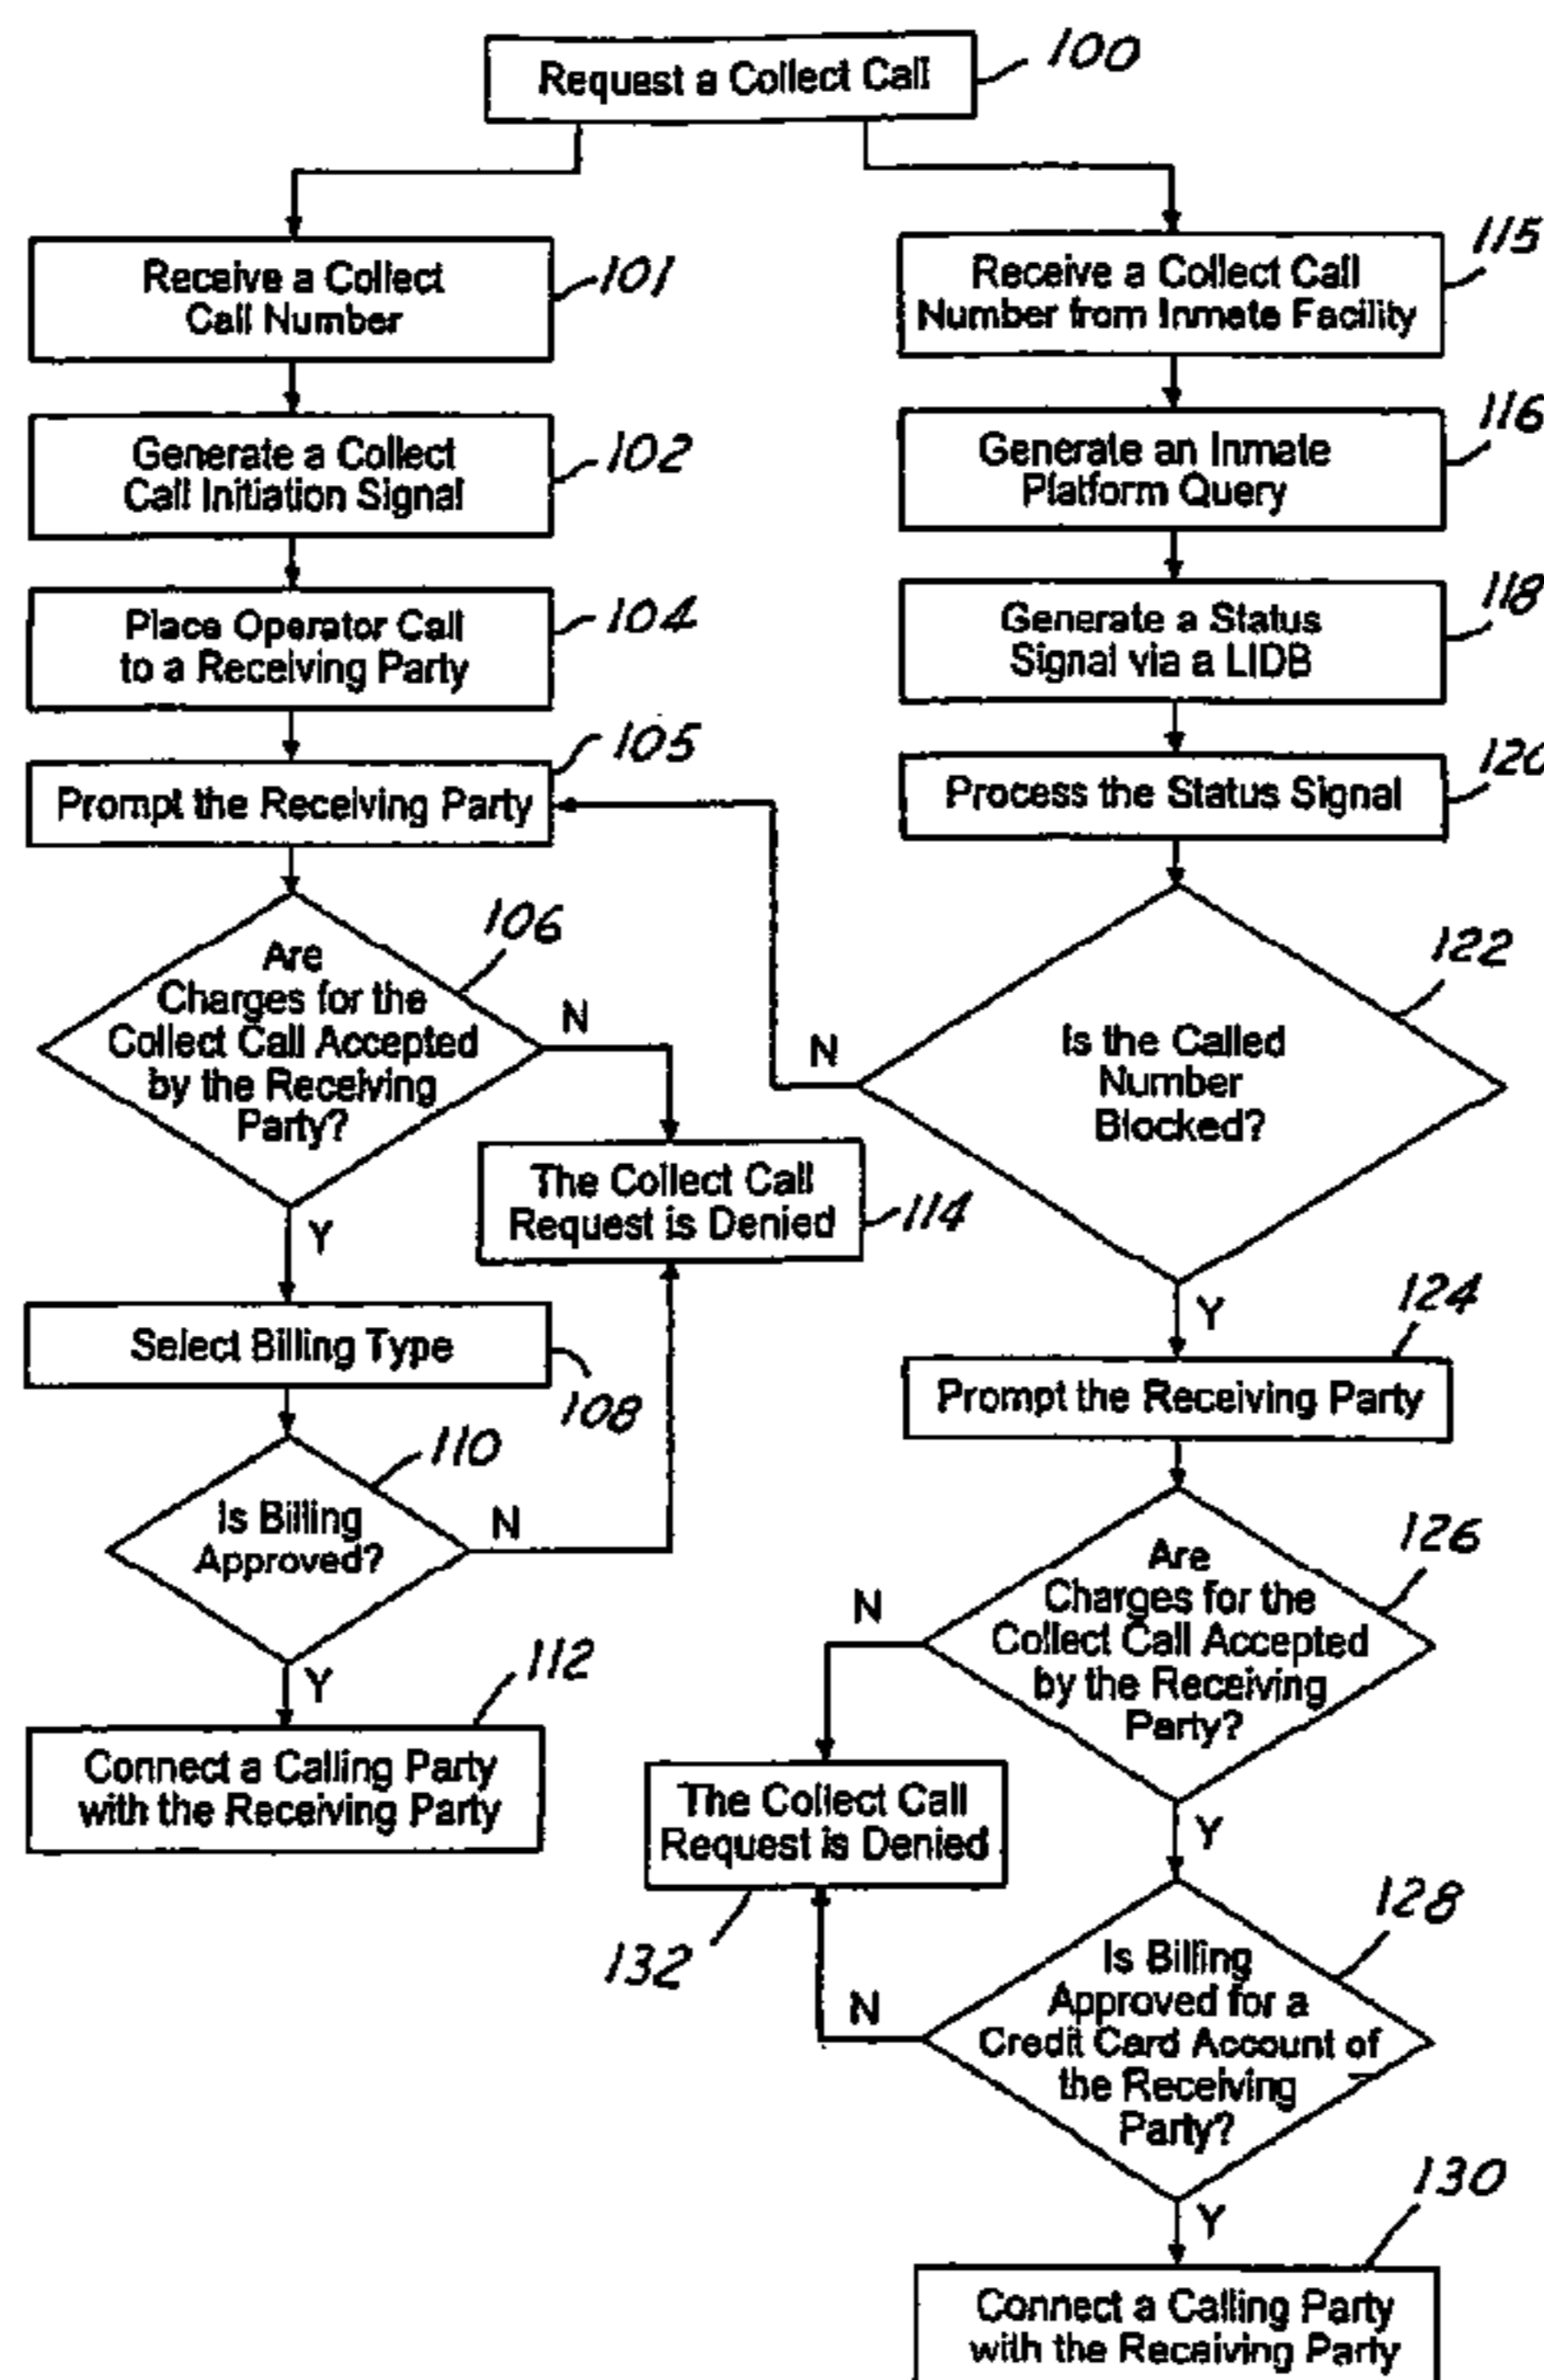 Request a Collect Call
100
Receive a Collect
Call Number
101
Generate a Collect
Call Initiation Signal
102
Place Operator Call
to a Receiving Party
104
Prompt the Receiving Party
105
Are
Charges for the
Collect Call Accepted
by the Receiving
Party?
106
N
Y
The Collect Call
Request is Denied
114
Select Billing Type
108
Is Billing
Approved?
110
N
Y
Connect a Calling Party
with the Receiving Party
112
Receive a Collect Call
Number from Inmate Facility
115
Generate an Inmate
Platform Query
116
Generate a Status
Signal via a LIDB
118
Process the Status Signal
120
Is the Called
Number
Blocked?
122
N
Y
Prompt the Receiving Party
124
Are
Charges for the
Collect Call Accepted
by the Receiving
Party?
126
N
Y
The Collect Call
Request is Denied
132
Is Billing
Approved for a
Credit Card Account of
the Receiving
Party?
128
N
Y
Connect a Calling Party
with the Receiving Party
130